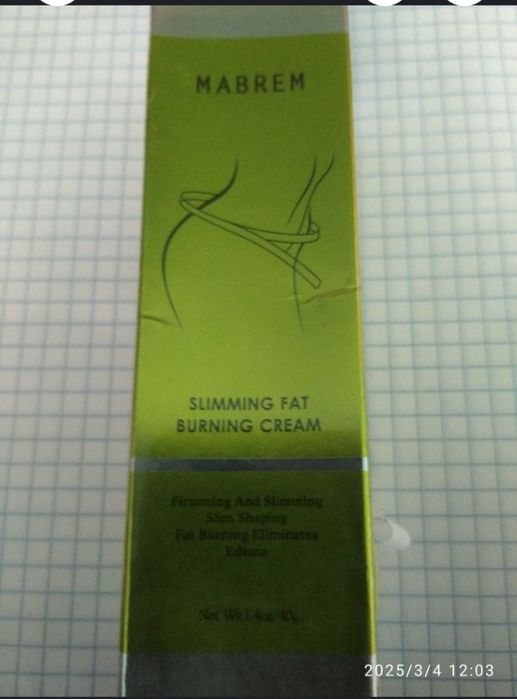 MABREM
SLIMMING FAT
BURNING CREAM
Firmming And Slimming
Slim Shaping
Fat Burning Eliminates
Edema
Net Wt:1.4oz/40g
2025/3/4 12:03